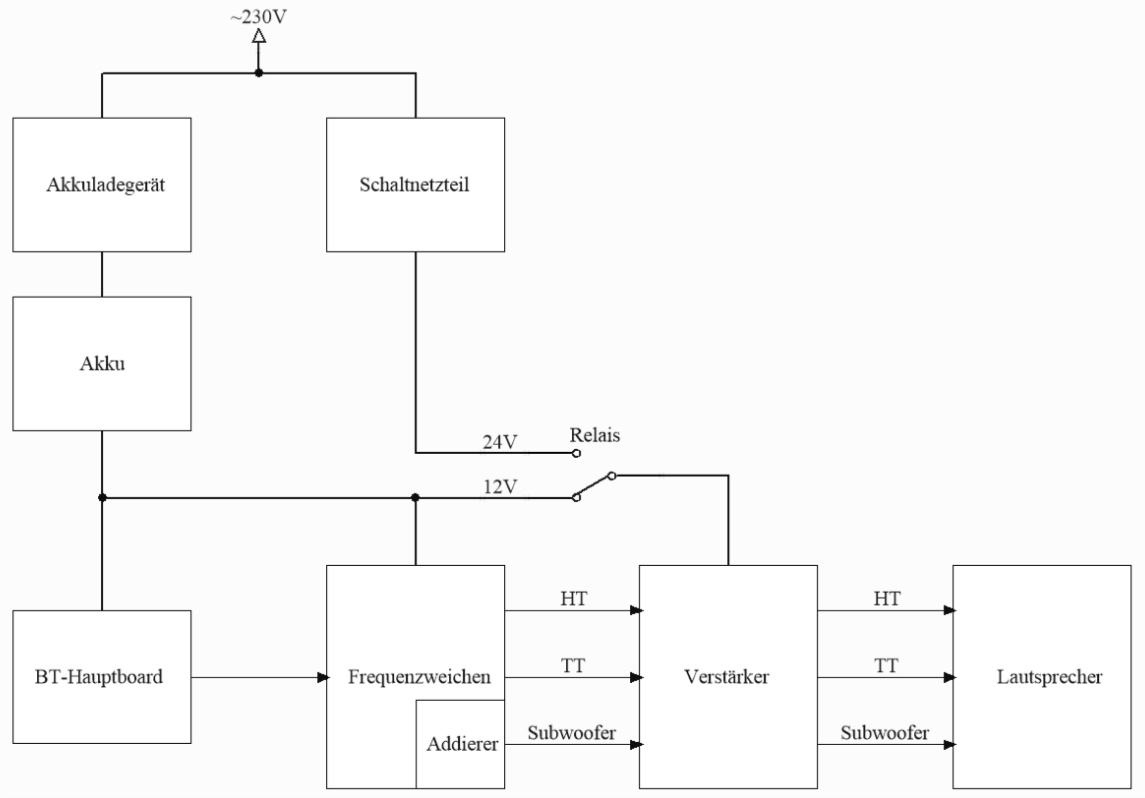 ~230V
Akkuladegerät
Schaltnetzteil
Akku
24V
Relais
12V
HT
HT
BT-Hauptboard
Frequenzweichen
TT
Verstärker
TT
Lautsprecher
Addierer
Subwoofer
Subwoofer